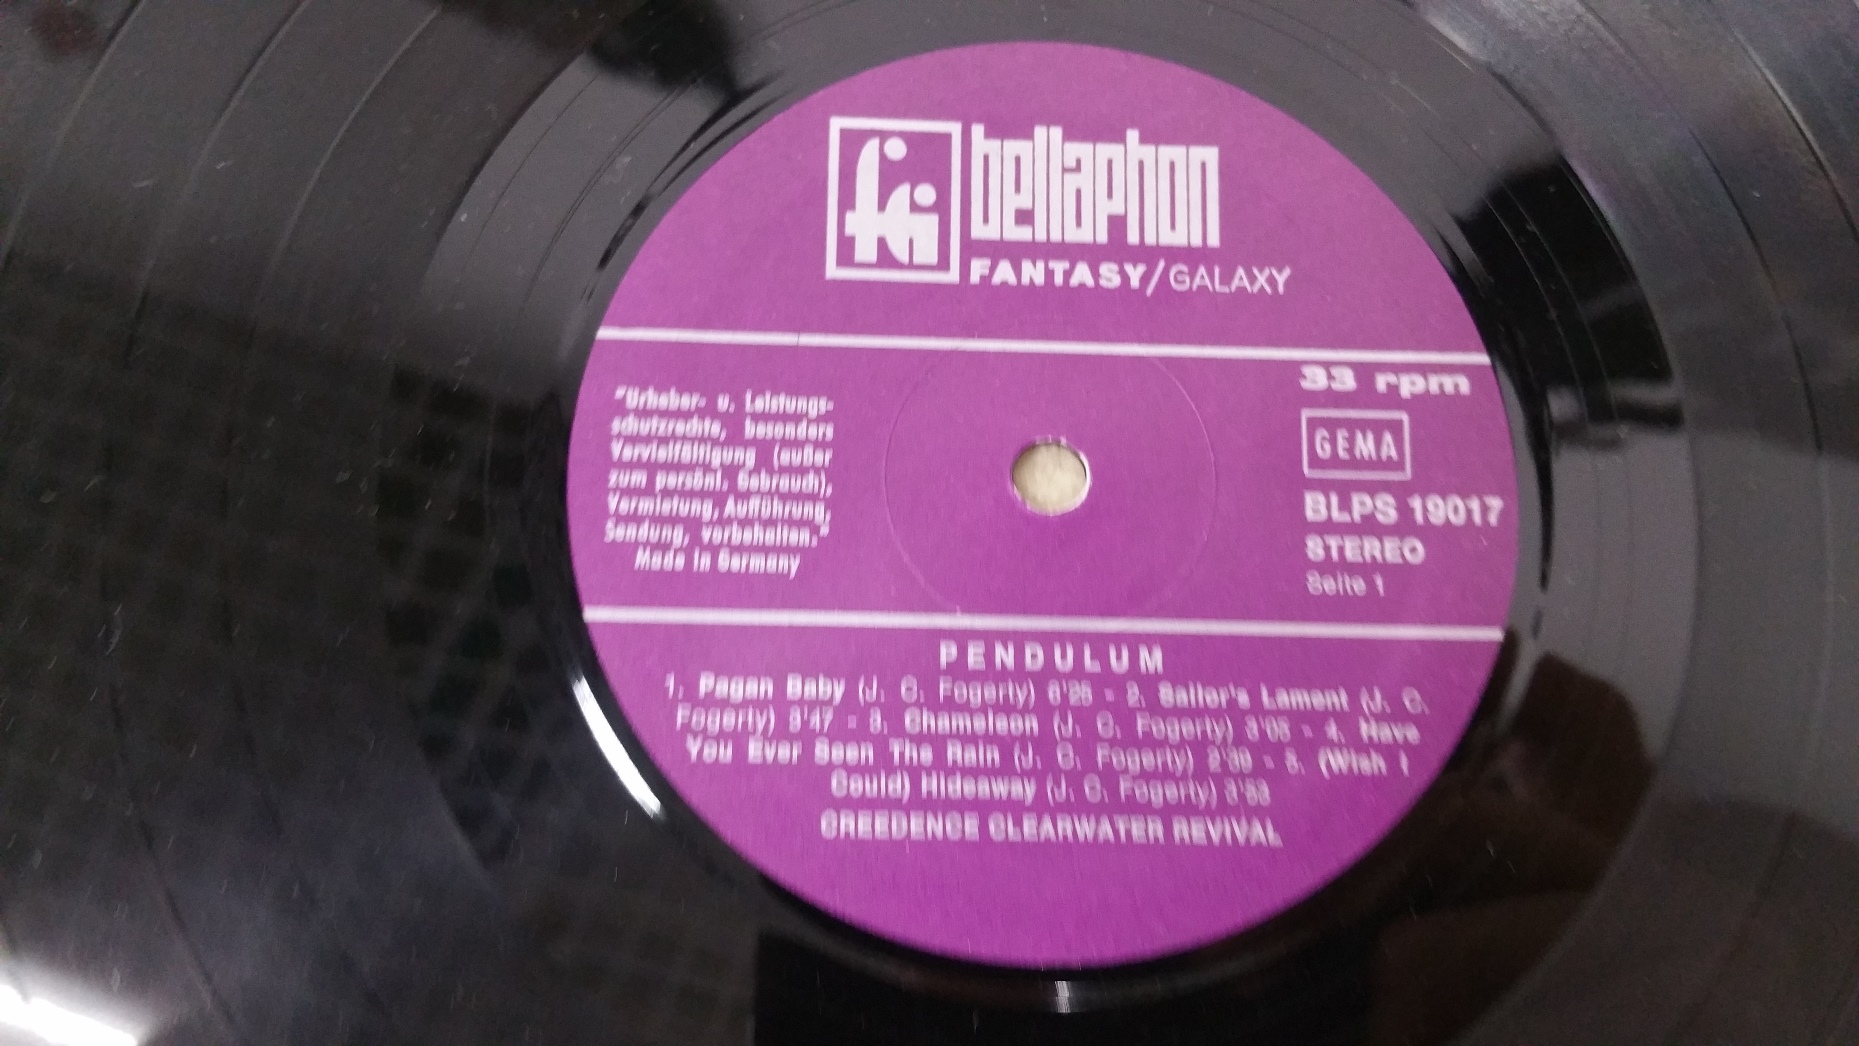 bellaphon
FANTASY/GALAXY
"Urheber- u. Leistungs-
schutzrechte, besonders
Vervielfältigung (außer
zum persönl. Gebrauch),
Vermietung, Aufführung,
Sendung, vorbehalten."
Made in Germany
33 rpm
GEMA
BLPS 19017
STEREO
Seite 1
PENDULUM
1. Pagan Baby (J. C. Fogerty) 6'25 - 2. Sailor's Lament (J. C.
Fogerty) 3'47 - 3. Chameleon (J. C. Fogerty) 3'05 - 4. Have
You Ever Seen The Rain (J. C. Fogerty) 2'39 - 5. (Wish I
Could) Hideaway (J. C. Fogerty) 3'53
CREEDENCE CLEARWATER REVIVAL